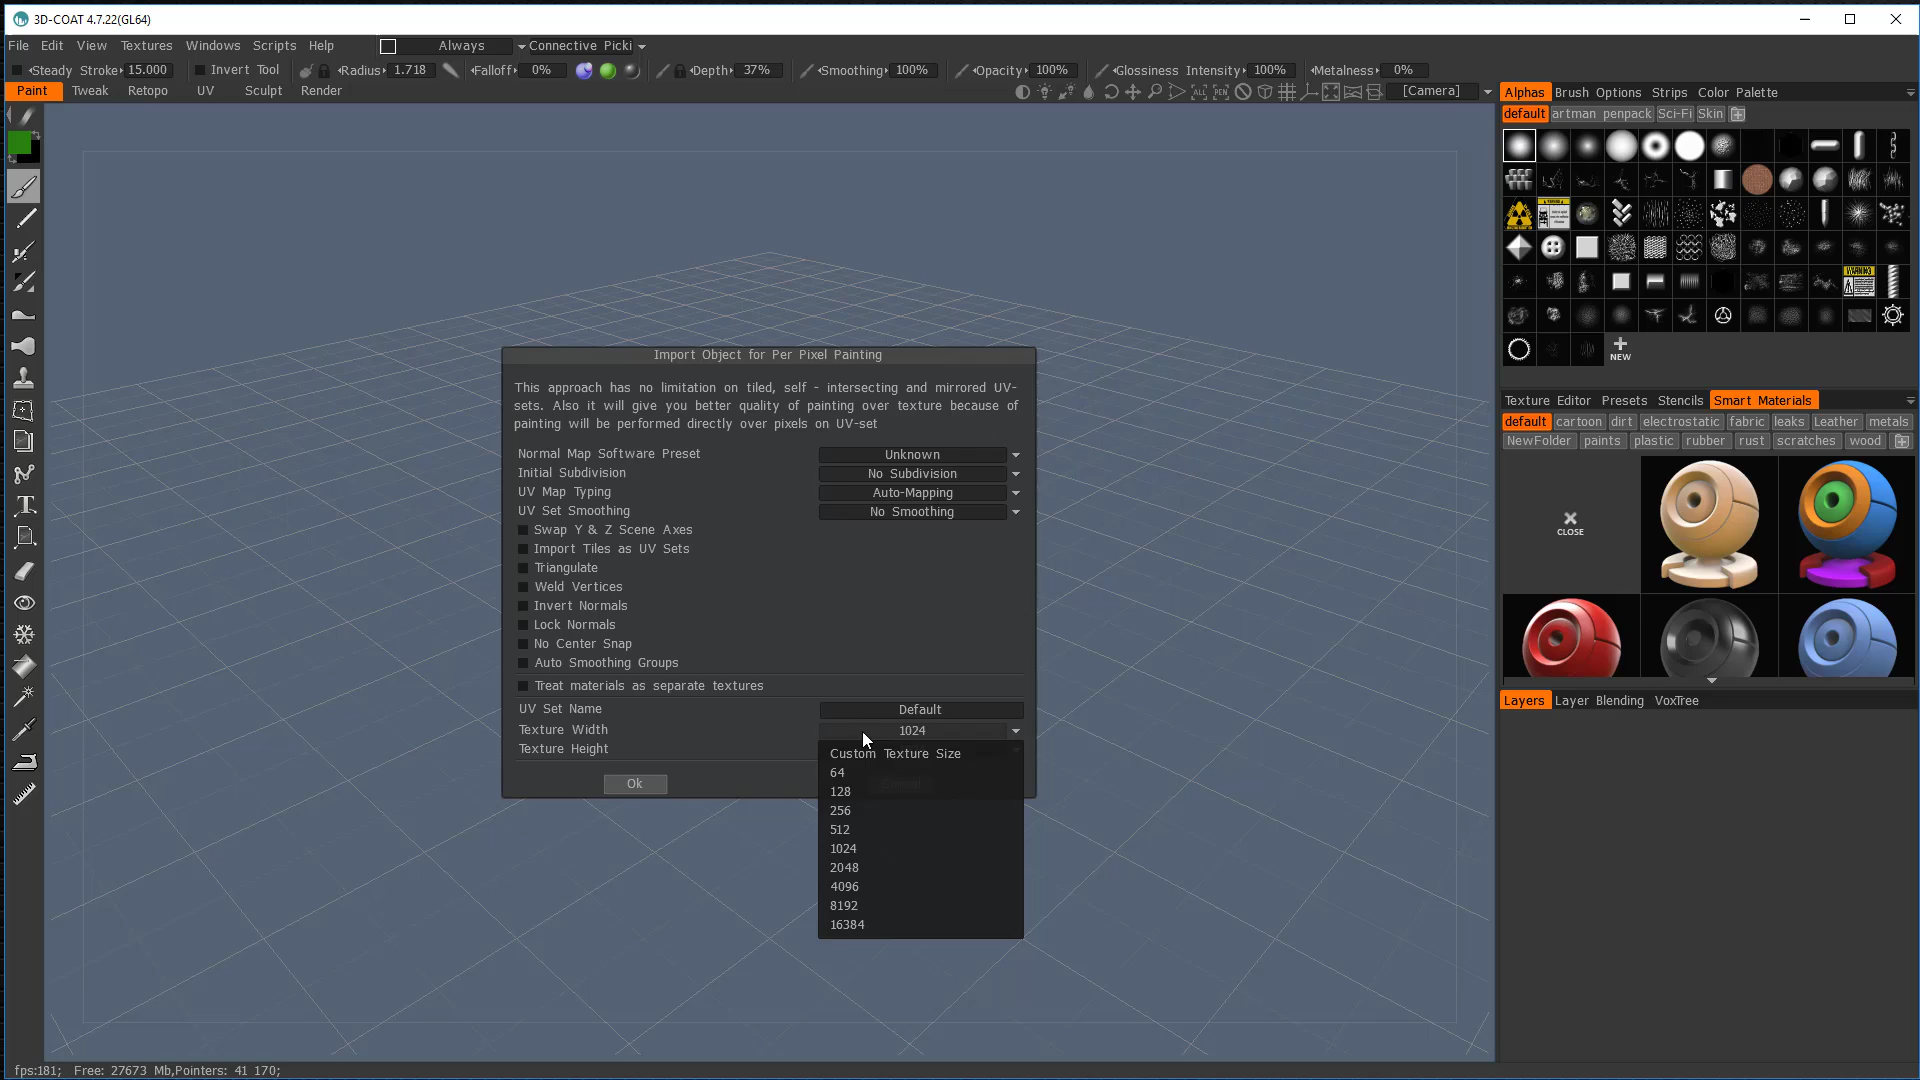 3D-COAT 4.7.22(GL64)
File Edit View Textures Windows Scripts Help Always Connective Picki
Steady Stroke 15.000 Invert Tool Radius 1.718 Falloff 0% Depth 37% Smoothing 100% Opacity 100% Glossiness Intensity 100% Metalness 0%
Paint Tweak Retopo UV Sculpt Render ALL PEN [Camera]
Alphas Brush Options Strips Color Palette
default artman penpack Sci-Fi Skin
WARNING
NEW
Import Object for Per Pixel Painting
This approach has no limitation on tiled, self - intersecting and mirrored UV-
sets. Also it will give you better quality of painting over texture because of
painting will be performed directly over pixels on UV-set
Normal Map Software Preset Unknown
Initial Subdivision No Subdivision
UV Map Typing Auto-Mapping
UV Set Smoothing No Smoothing
Swap Y & Z Scene Axes
Import Tiles as UV Sets
Triangulate
Weld Vertices
Invert Normals
Lock Normals
No Center Snap
Auto Smoothing Groups
Treat materials as separate textures
UV Set Name Default
Texture Width 1024
Texture Height
Ok
Custom Texture Size
64
128
256
512
1024
2048
4096
8192
16384
Texture Editor Presets Stencils Smart Materials
default cartoon dirt electrostatic fabric leaks Leather metals
NewFolder paints plastic rubber rust scratches wood
CLOSE
Layers Layer Blending VoxTree
fps:181; Free: 27673 Mb,Pointers: 41 170;